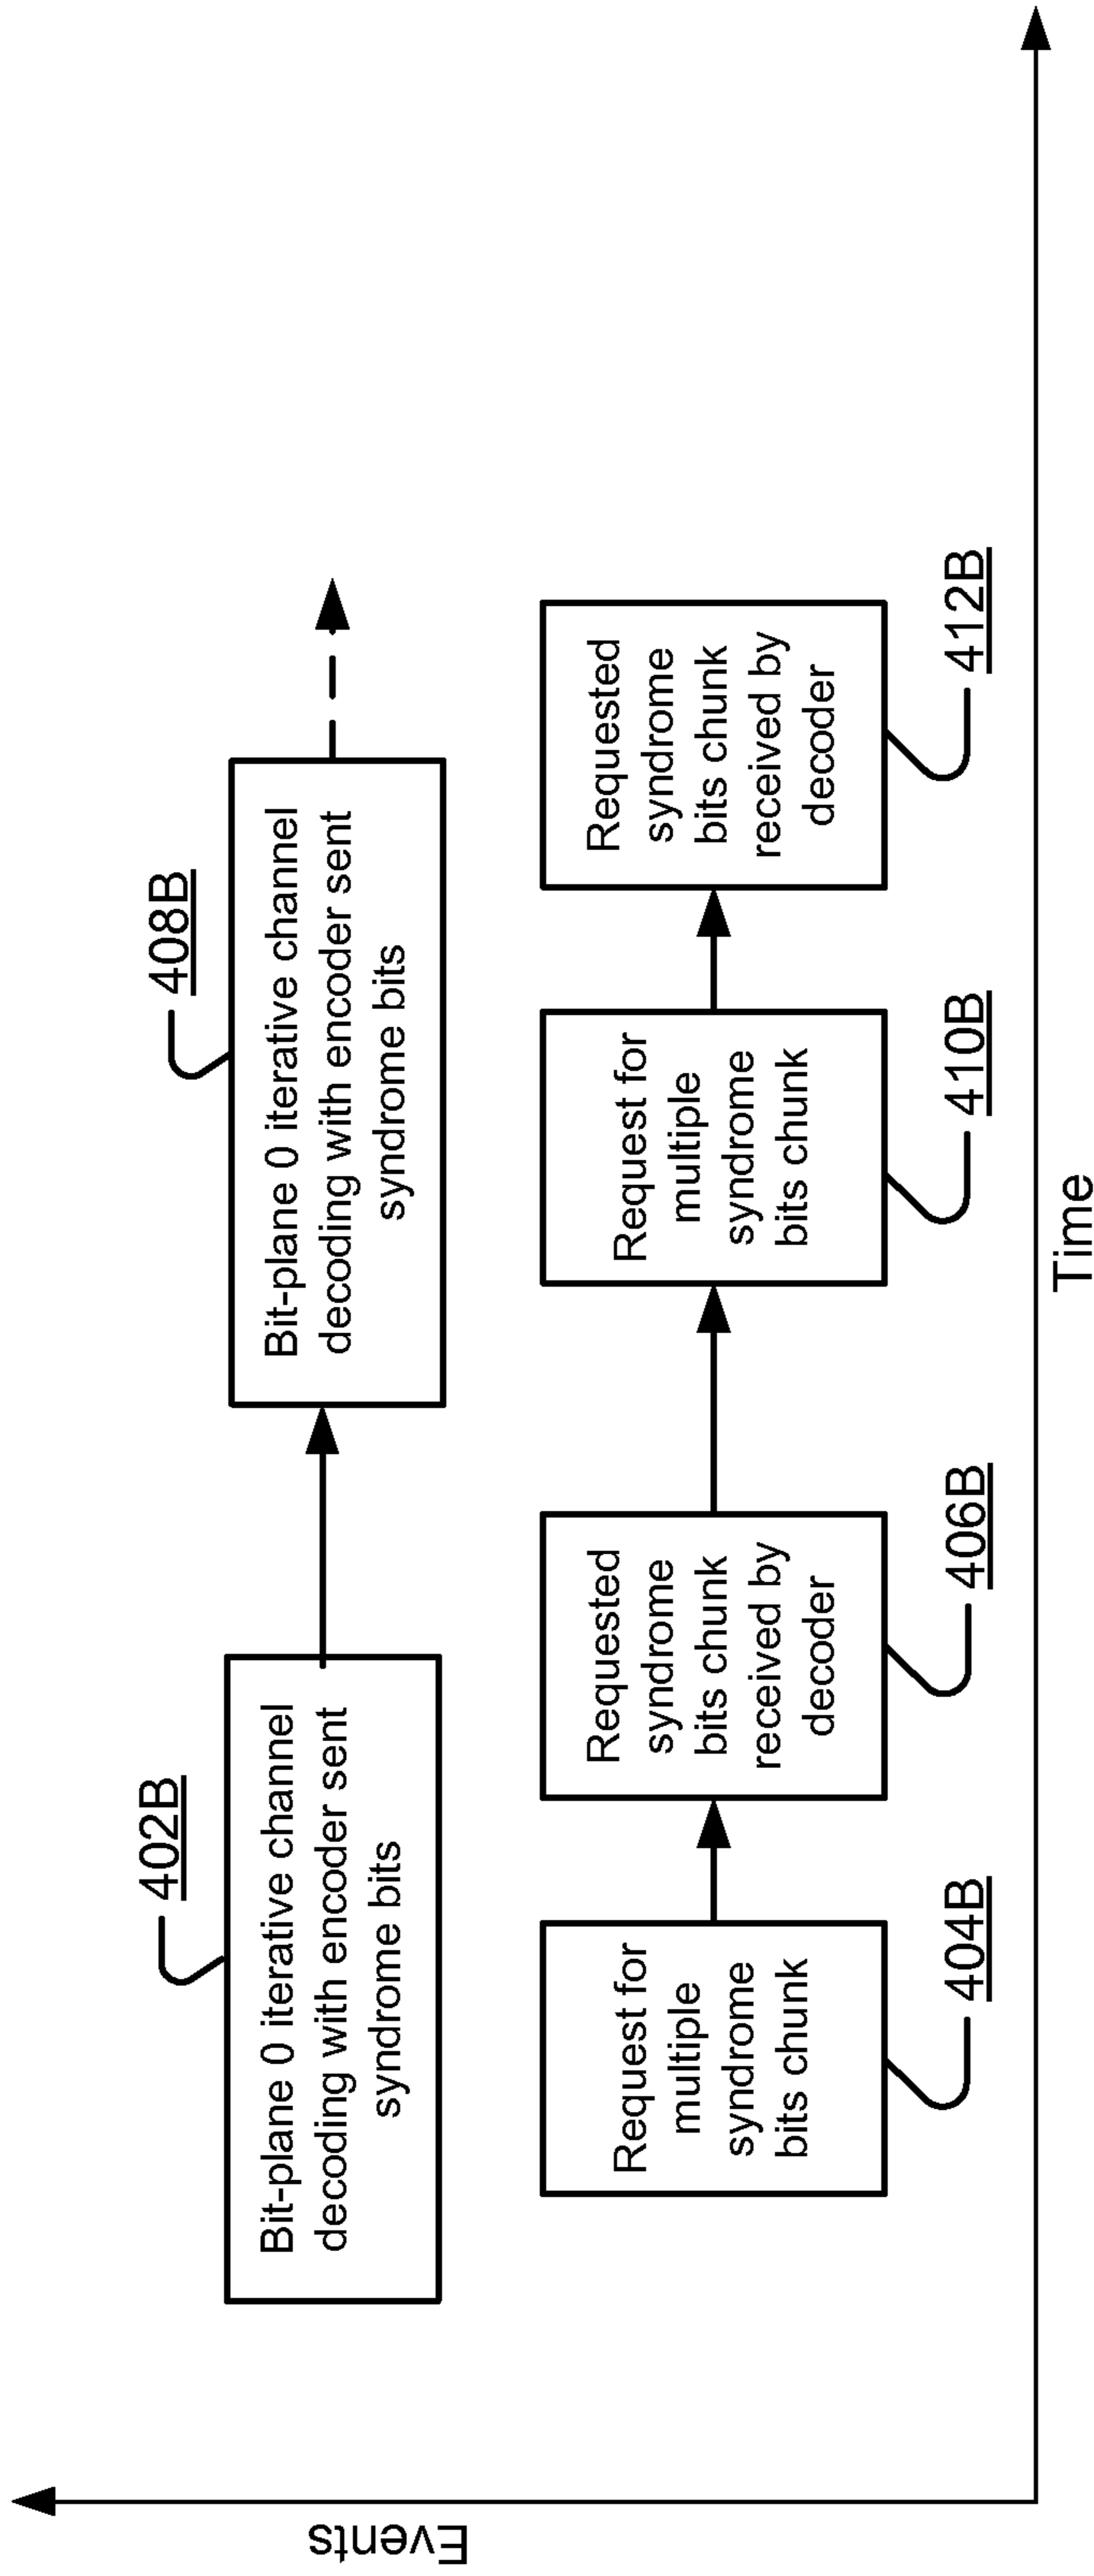 402B
Bit-plane 0 iterative channel
decoding with encoder sent
syndrome bits
408B
Bit-plane 0 iterative channel
decoding with encoder sent
syndrome bits
Request for
multiple
syndrome
bits chunk
404B
Requested
syndrome
bits chunk
received by
decoder
406B
Request for
multiple
syndrome
bits chunk
410B
Requested
syndrome
bits chunk
received by
decoder
412B
Events
Time